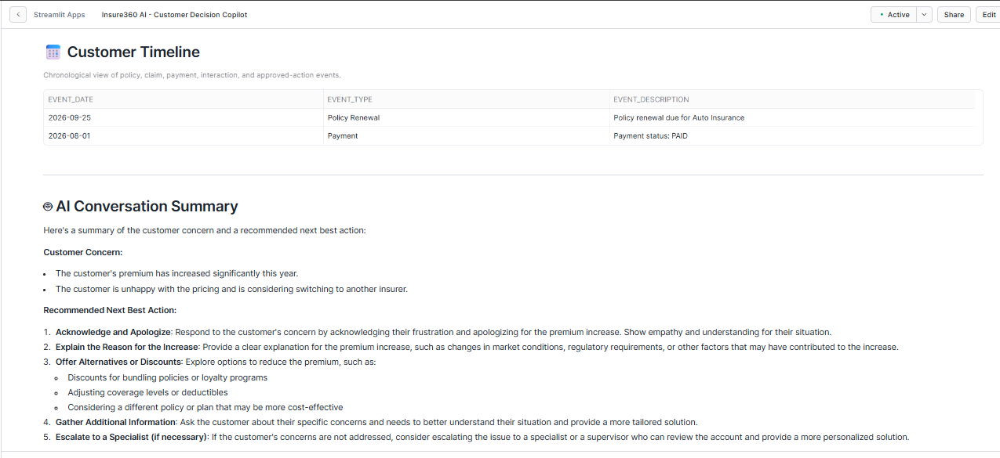 Streamlit Apps Insure360 AI - Customer Decision Copilot Active Share Edit
Customer Timeline
Chronological view of policy, claim, payment, interaction, and approved-action events.
EVENT_DATE EVENT_TYPE EVENT_DESCRIPTION
2026-09-25 Policy Renewal Policy renewal due for Auto Insurance
2026-08-01 Payment Payment status: PAID
AI Conversation Summary
Here's a summary of the customer concern and a recommended next best action:
Customer Concern:
• The customer's premium has increased significantly this year.
• The customer is unhappy with the pricing and is considering switching to another insurer.
Recommended Next Best Action:
1. Acknowledge and Apologize: Respond to the customer's concern by acknowledging their frustration and apologizing for the premium increase. Show empathy and understanding for their situation.
2. Explain the Reason for the Increase: Provide a clear explanation for the premium increase, such as changes in market conditions, regulatory requirements, or other factors that may have contributed to the increase.
3. Offer Alternatives or Discounts: Explore options to reduce the premium, such as:
Discounts for bundling policies or loyalty programs
Adjusting coverage levels or deductibles
Considering a different policy or plan that may be more cost-effective
4. Gather Additional Information: Ask the customer about their specific concerns and needs to better understand their situation and provide a more tailored solution.
5. Escalate to a Specialist (if necessary): If the customer's concerns are not addressed, consider escalating the issue to a specialist or a supervisor who can review the account and provide a more personalized solution.